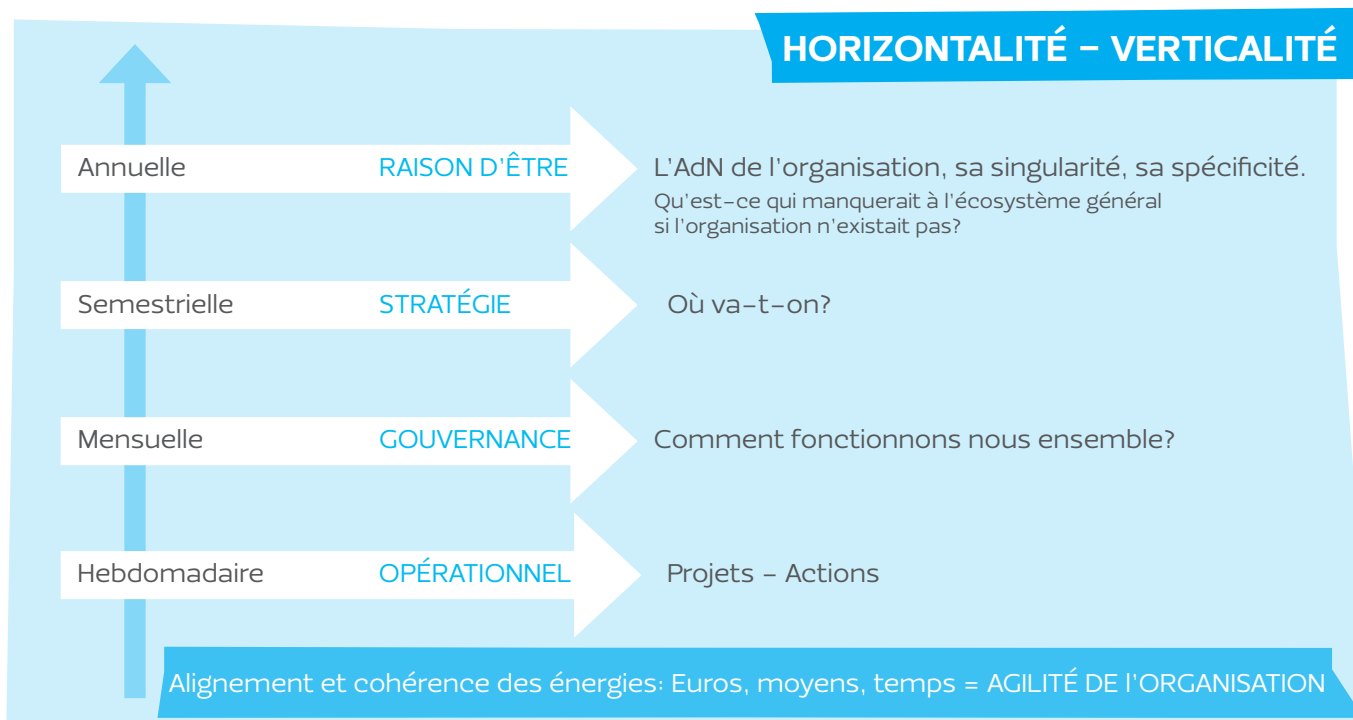 HORIZONTALITÉ – VERTICALITÉ
Annuelle RAISON D'ÊTRE L'AdN de l'organisation, sa singularité, sa spécificité.
Qu'est-ce qui manquerait à l'écosystème général
si l'organisation n'existait pas?
Semestrielle STRATÉGIE Où va-t-on?
Mensuelle GOUVERNANCE Comment fonctionnons nous ensemble?
Hebdomadaire OPÉRATIONNEL Projets – Actions
Alignement et cohérence des énergies: Euros, moyens, temps = AGILITÉ DE l'ORGANISATION